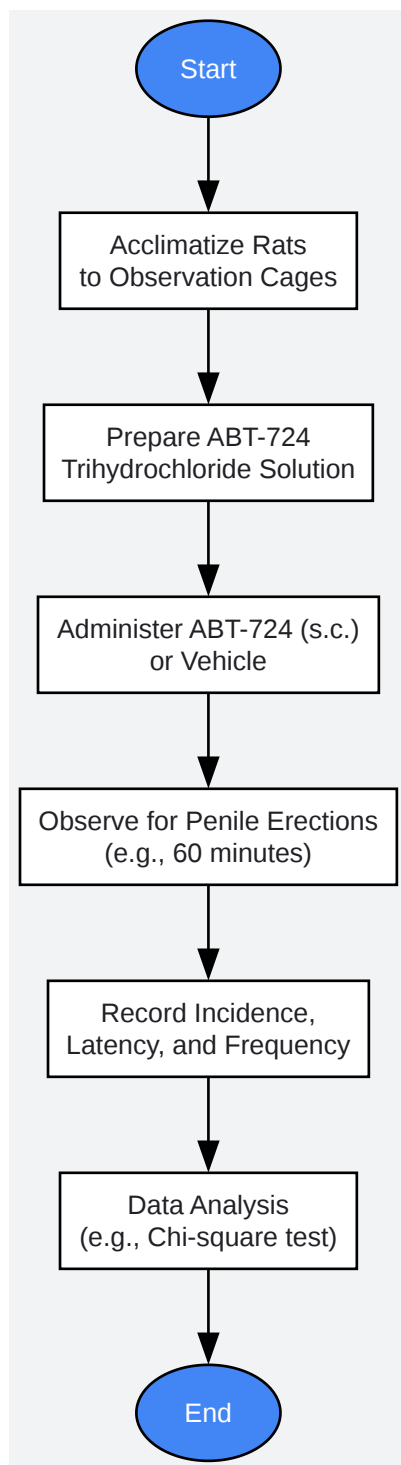 Start
Acclimatize Rats
to Observation Cages
Prepare ABT-724
Trihydrochloride Solution
Administer ABT-724 (s.c.)
or Vehicle
Observe for Penile Erections
(e.g., 60 minutes)
Record Incidence,
Latency, and Frequency
Data Analysis
(e.g., Chi-square test)
End